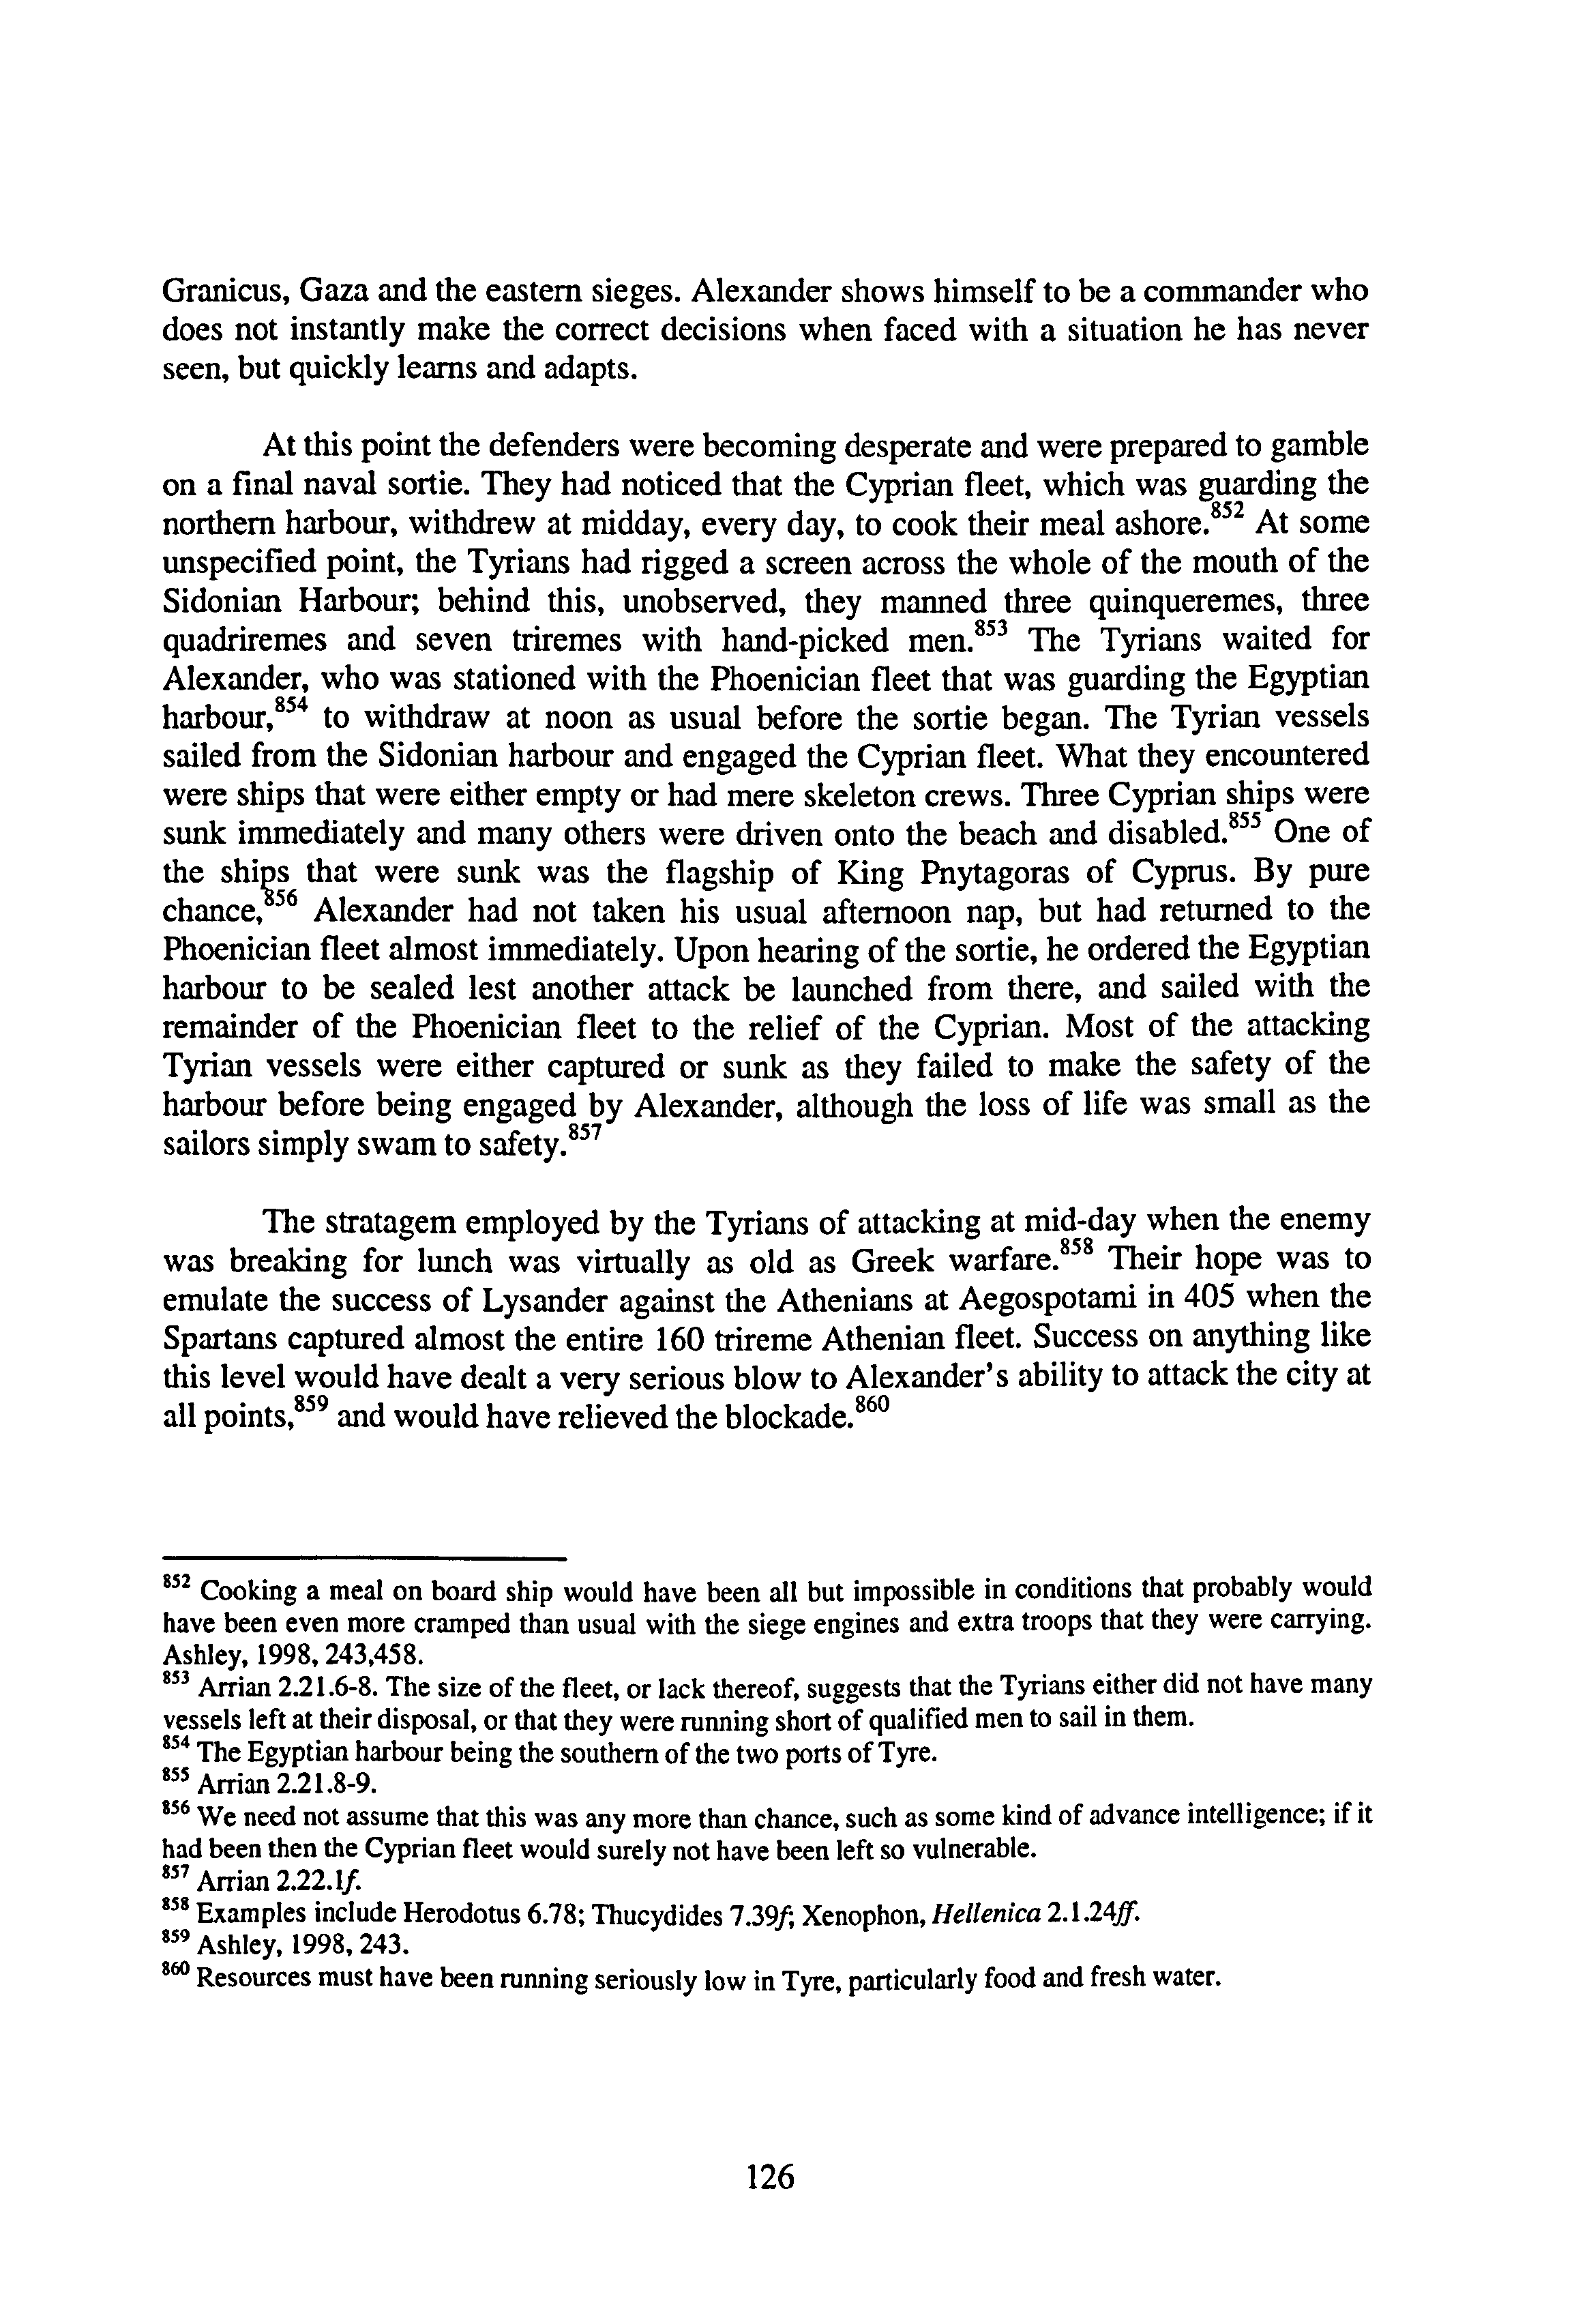 Granicus, Gaza and the eastern sieges. Alexander shows himself to be a commander who
does not instantly make the correct decisions when faced with a situation he has never
seen, but quickly learns and adapts.
At this point the defenders were becoming desperate and were prepared to gamble
on a final naval sortie. They had noticed that the Cyprian fleet, which was guarding the
northern harbour, withdrew at midday, every day, to cook their meal ashore.852 At some
unspecified point, the Tyrians had rigged a screen across the whole of the mouth of the
Sidonian Harbour; behind this, unobserved, they manned three quinqueremes, three
quadriremes and seven triremes with hand-picked men.853 The Tyrians waited for
Alexander, who was stationed with the Phoenician fleet that was guarding the Egyptian
harbour,854 to withdraw at noon as usual before the sortie began. The Tyrian vessels
sailed from the Sidonian harbour and engaged the Cyprian fleet. What they encountered
were ships that were either empty or had mere skeleton crews. Three Cyprian ships were
sunk immediately and many others were driven onto the beach and disabled.855 One of
the ships that were sunk was the flagship of King Pnytagoras of Cyprus. By pure
chance,856 Alexander had not taken his usual afternoon nap, but had returned to the
Phoenician fleet almost immediately. Upon hearing of the sortie, he ordered the Egyptian
harbour to be sealed lest another attack be launched from there, and sailed with the
remainder of the Phoenician fleet to the relief of the Cyprian. Most of the attacking
Tyrian vessels were either captured or sunk as they failed to make the safety of the
harbour before being engaged by Alexander, although the loss of life was small as the
sailors simply swam to safety.857
The stratagem employed by the Tyrians of attacking at mid-day when the enemy
was breaking for lunch was virtually as old as Greek warfare.858 Their hope was to
emulate the success of Lysander against the Athenians at Aegospotami in 405 when the
Spartans captured almost the entire 160 trireme Athenian fleet. Success on anything like
this level would have dealt a very serious blow to Alexander's ability to attack the city at
all points,859 and would have relieved the blockade.860
852 Cooking a meal on board ship would have been all but impossible in conditions that probably would
have been even more cramped than usual with the siege engines and extra troops that they were carrying.
Ashley, 1998, 243,458.
853 Arrian 2.21.6-8. The size of the fleet, or lack thereof, suggests that the Tyrians either did not have many
vessels left at their disposal, or that they were running short of qualified men to sail in them.
854 The Egyptian harbour being the southern of the two ports of Tyre.
855 Arrian 2.21.8-9.
856 We need not assume that this was any more than chance, such as some kind of advance intelligence; if it
had been then the Cyprian fleet would surely not have been left so vulnerable.
857 Arrian 2.22.1f.
858 Examples include Herodotus 6.78; Thucydides 7.39f; Xenophon, Hellenica 2.1.24ff.
859 Ashley, 1998, 243.
860 Resources must have been running seriously low in Tyre, particularly food and fresh water.
126